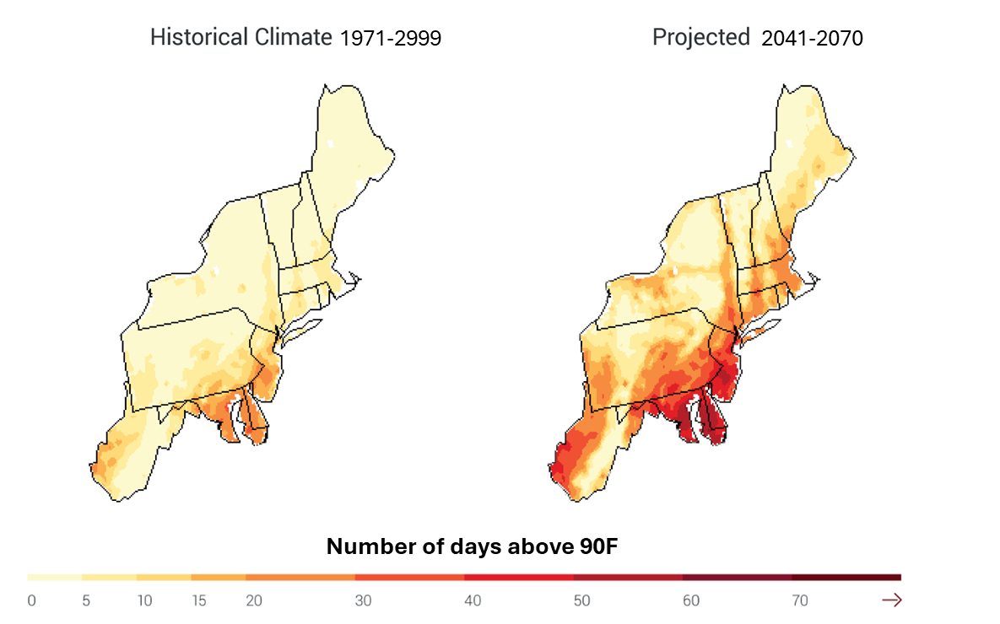 Historical Climate 1971-2999
Projected 2041-2070
Number of days above 90F
0 5 10 15 20 30 40 50 60 70